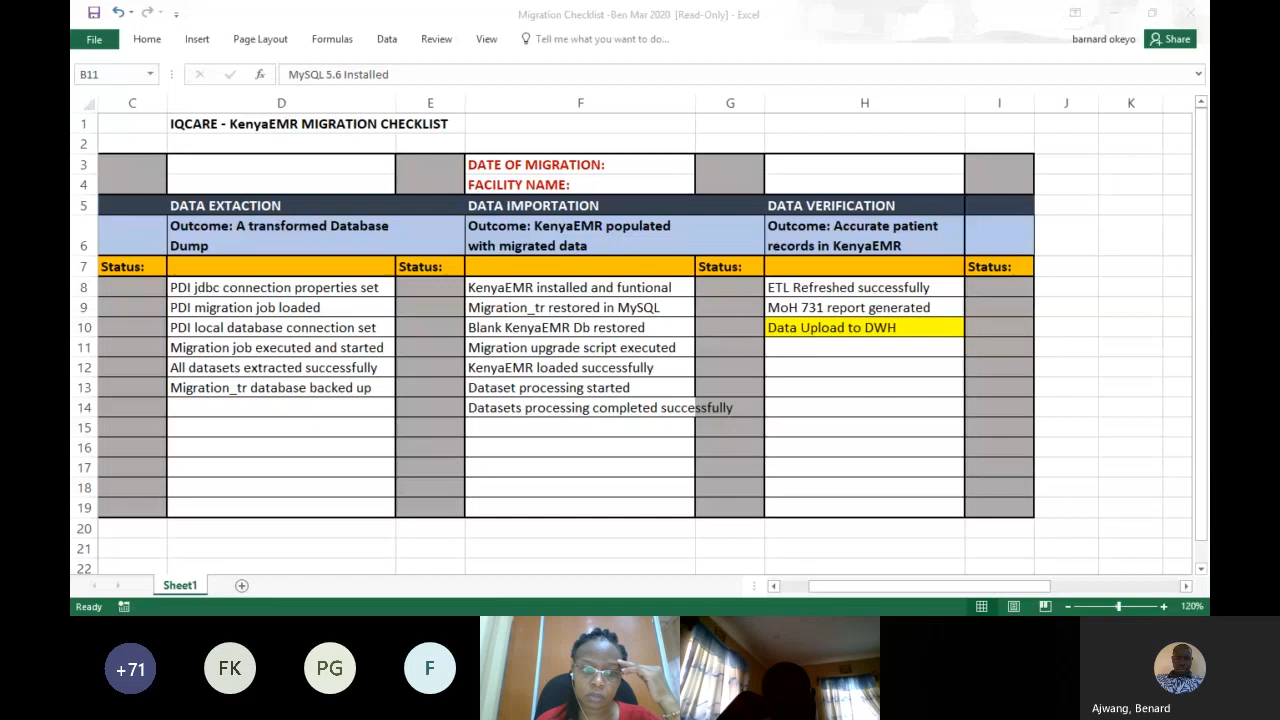 Migration Checklist -Ben Mar 2020 [Read-Only] - Excel
File Home Insert Page Layout Formulas Data Review View Tell me what you want to do... barnard okeyo Share
B11 fx MySQL 5.6 Installed
C D E F G H I J K
1 IQCARE - KenyaEMR MIGRATION CHECKLIST
2
3 DATE OF MIGRATION:
4 FACILITY NAME:
5 DATA EXTACTION DATA IMPORTATION DATA VERIFICATION
Outcome: A transformed Database Outcome: KenyaEMR populated Outcome: Accurate patient
6 Dump with migrated data records in KenyaEMR
7 Status: Status: Status: Status:
8 PDI jdbc connection properties set KenyaEMR installed and funtional ETL Refreshed successfully
9 PDI migration job loaded Migration_tr restored in MySQL MoH 731 report generated
10 PDI local database connection set Blank KenyaEMR Db restored Data Upload to DWH
11 Migration job executed and started Migration upgrade script executed
12 All datasets extracted successfully KenyaEMR loaded successfully
13 Migration_tr database backed up Dataset processing started
14 Datasets processing completed successfully
15
16
17
18
19
20
21
22
Sheet1
Ready 120%
+71 FK PG F
Ajwang, Benard